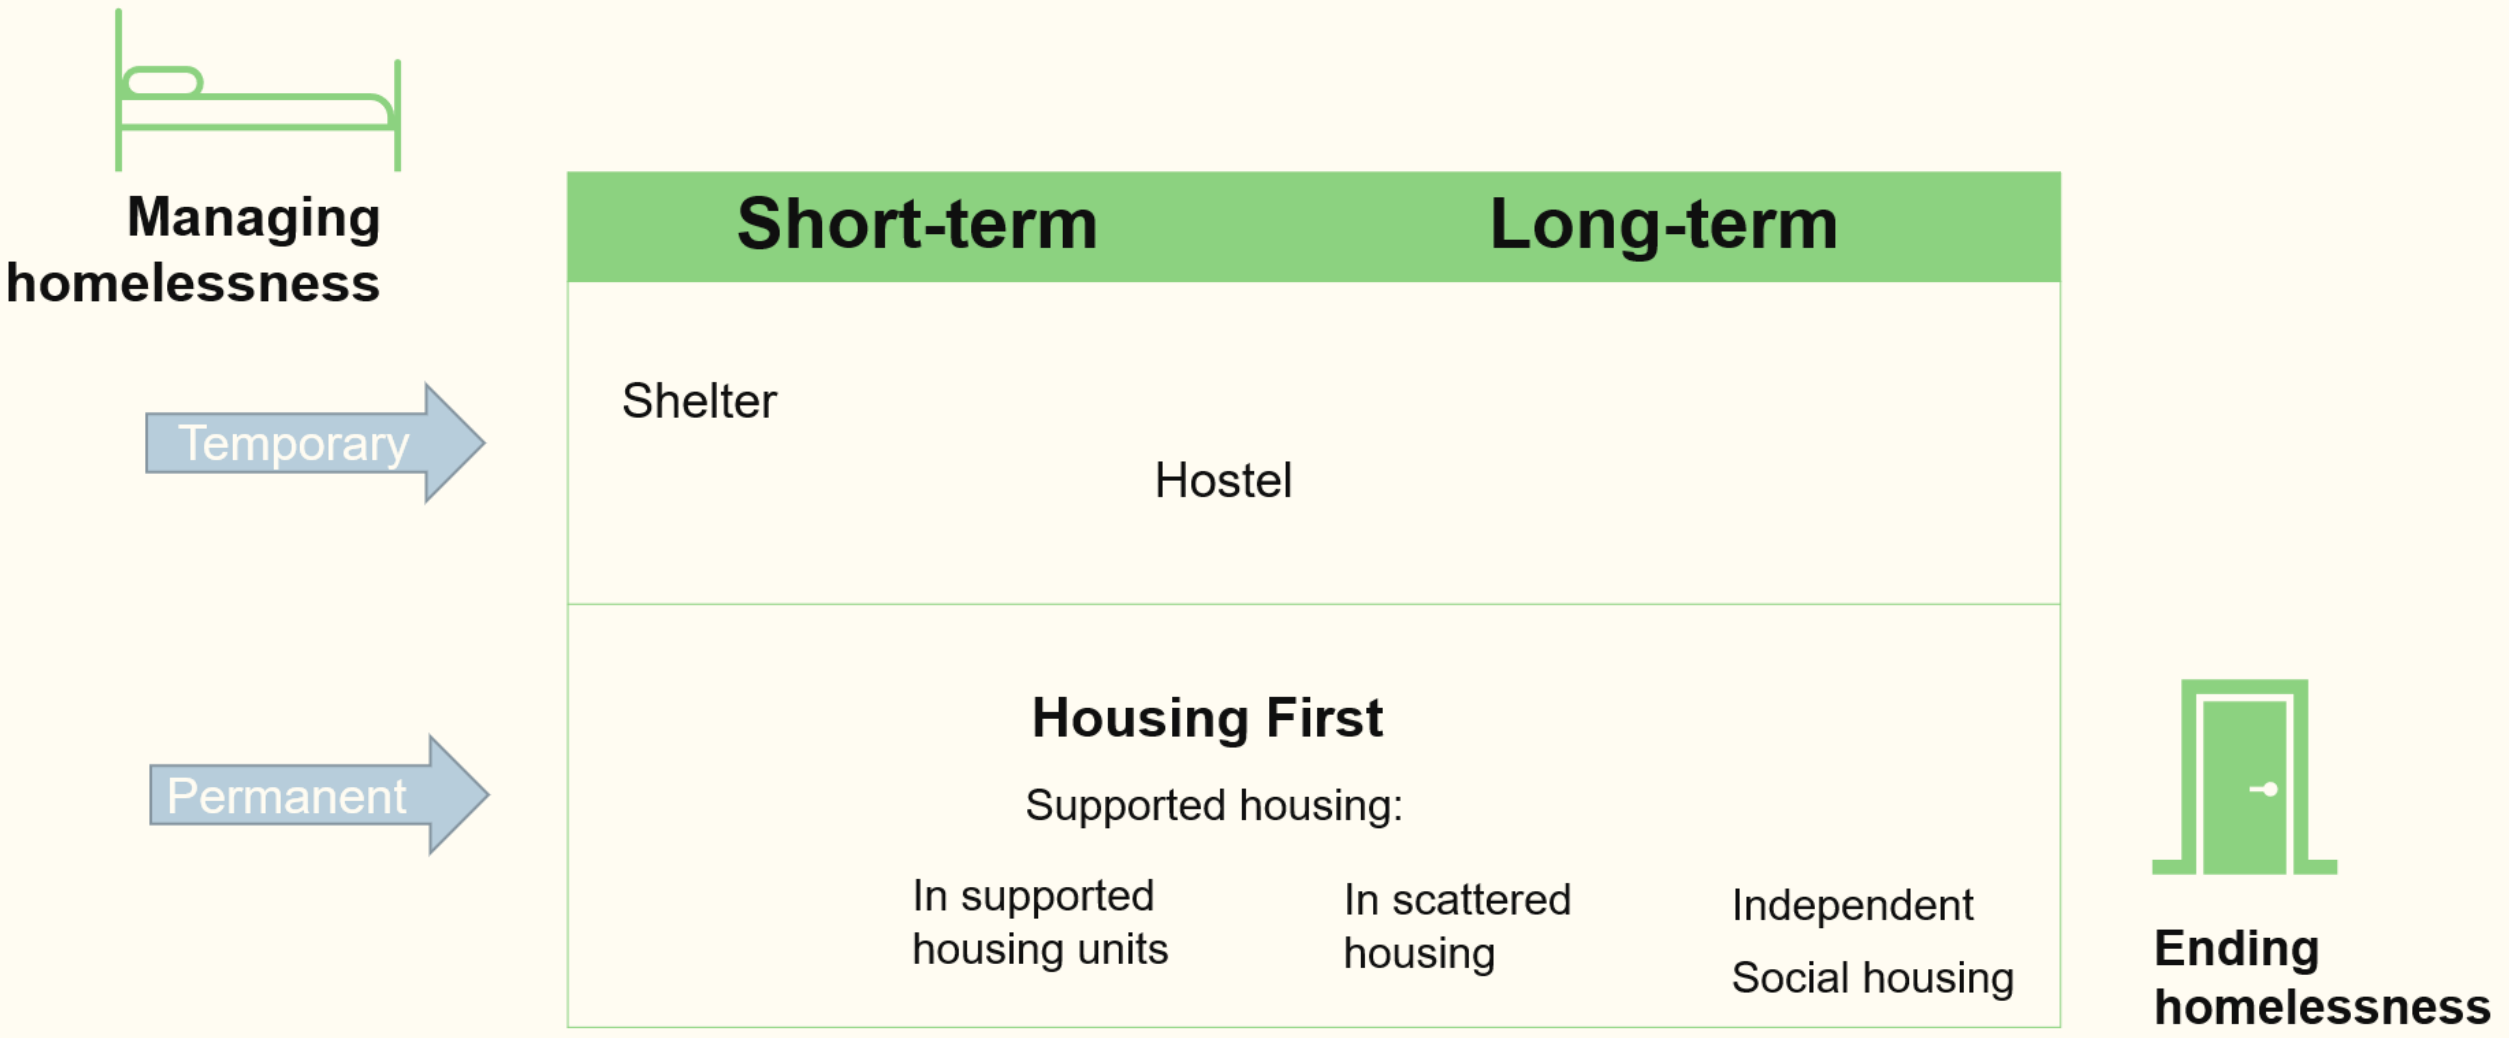 Managing
homelessness
Short-term
Long-term
Temporary
Shelter
Hostel
Permanent
Housing First
Supported housing:
In supported
housing units
In scattered
housing
Independent
Social housing
Ending
homelessness